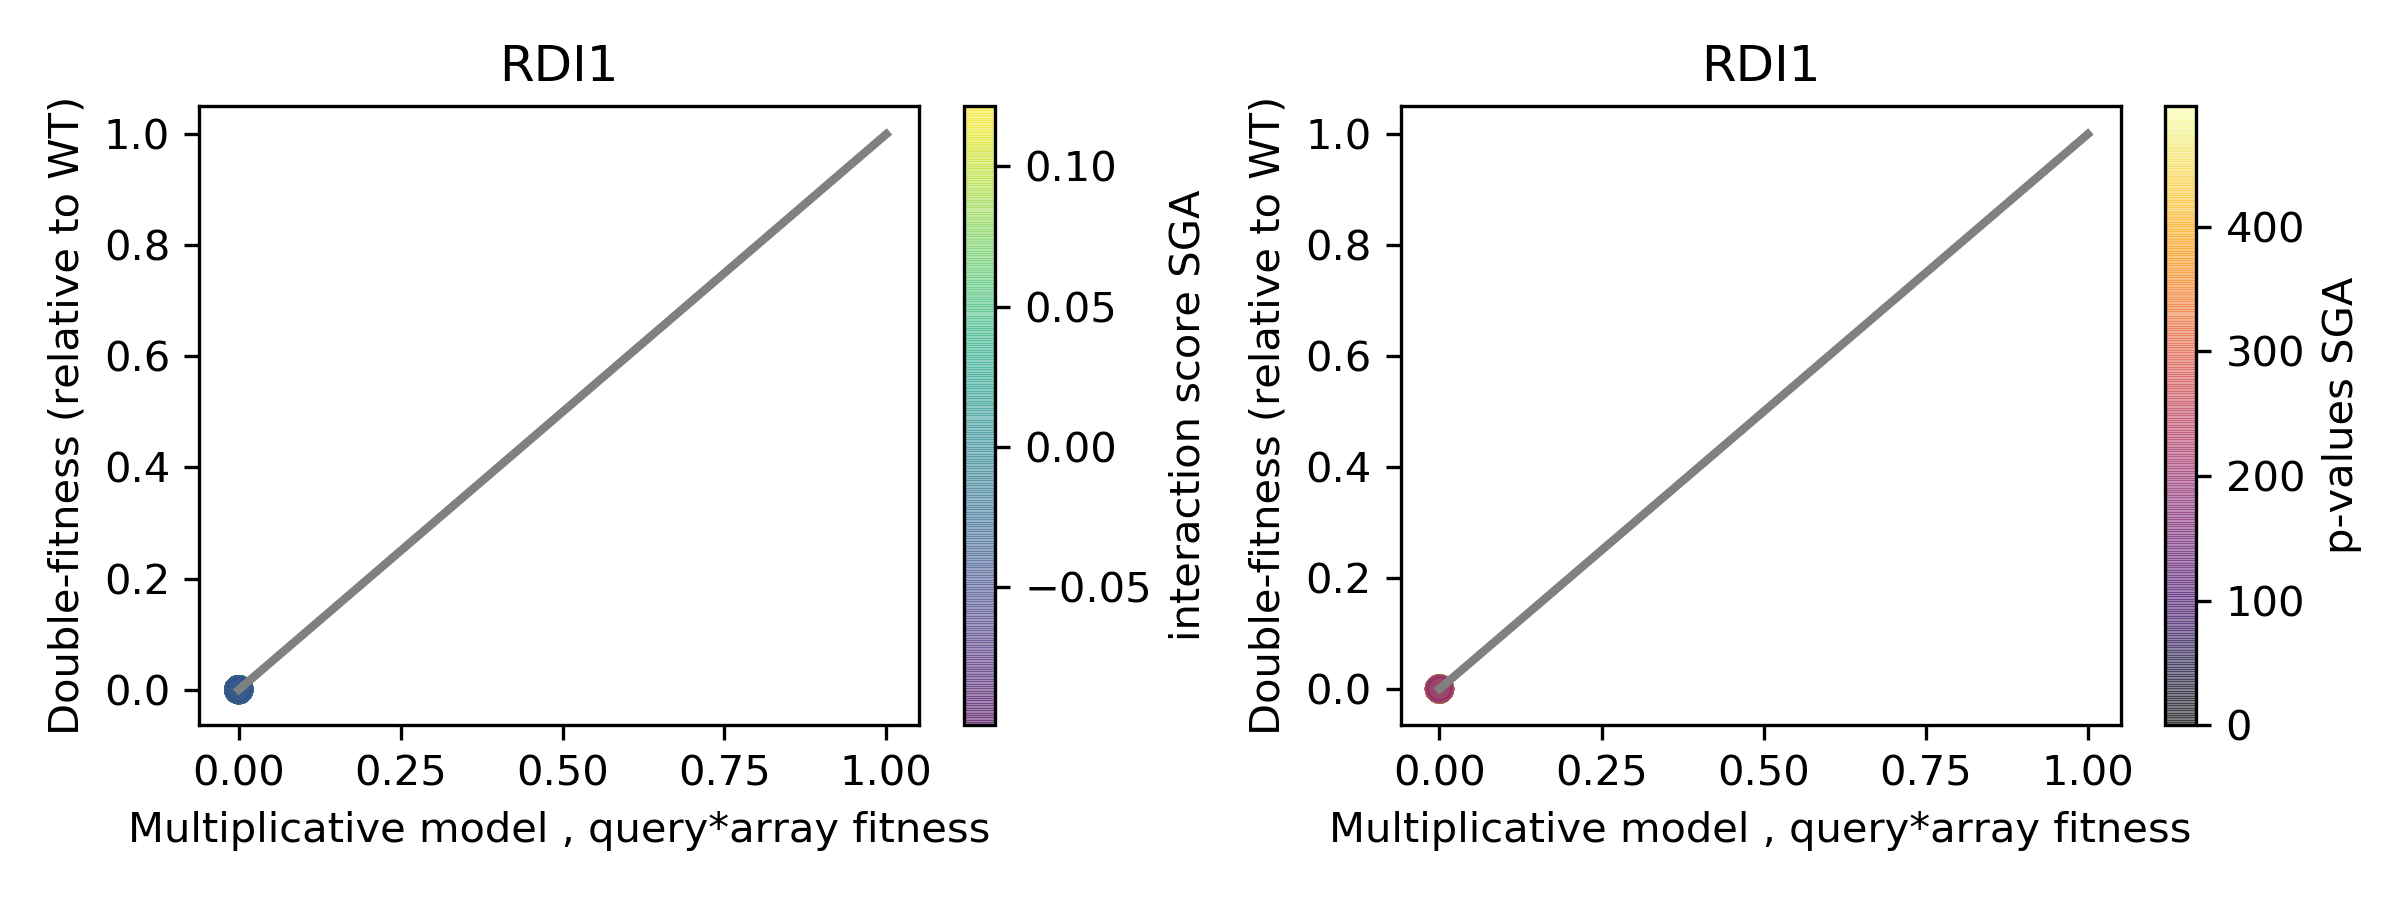 RDI1
Double-fitness (relative to WT)
1.0
0.8
0.6
0.4
0.2
0.0
0.00 0.25 0.50 0.75 1.00
Multiplicative model , query*array fitness
0.10
0.05
0.00
−0.05
interaction score SGA
RDI1
Double-fitness (relative to WT)
1.0
0.8
0.6
0.4
0.2
0.0
0.00 0.25 0.50 0.75 1.00
Multiplicative model , query*array fitness
400
300
200
100
0
p-values SGA